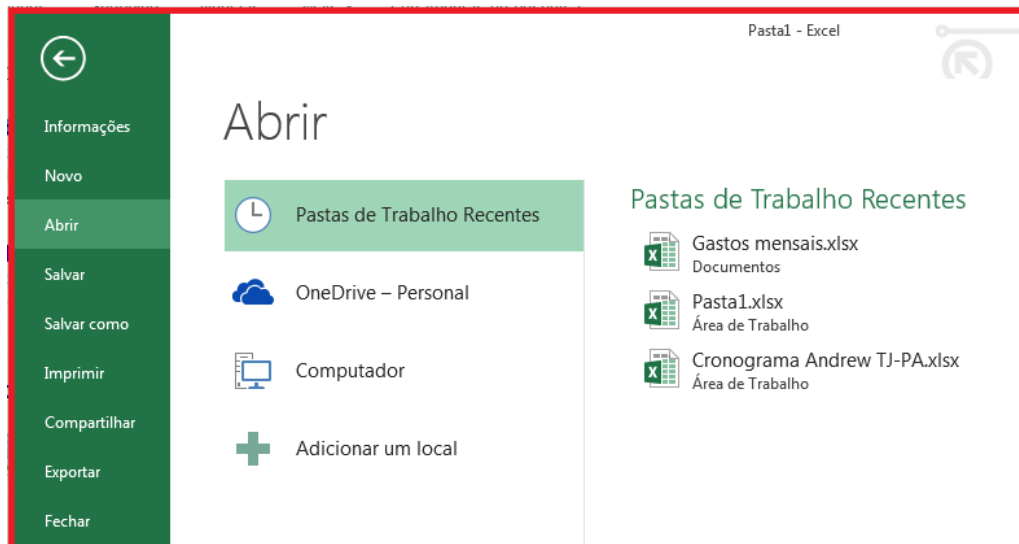 Pasta1 - Excel
Informações
Novo
Abrir
Salvar
Salvar como
Imprimir
Compartilhar
Exportar
Fechar
Abrir
Pastas de Trabalho Recentes
OneDrive – Personal
Computador
Adicionar um local
Pastas de Trabalho Recentes
Gastos mensais.xlsx
Documentos
Pasta1.xlsx
Área de Trabalho
Cronograma Andrew TJ-PA.xlsx
Área de Trabalho